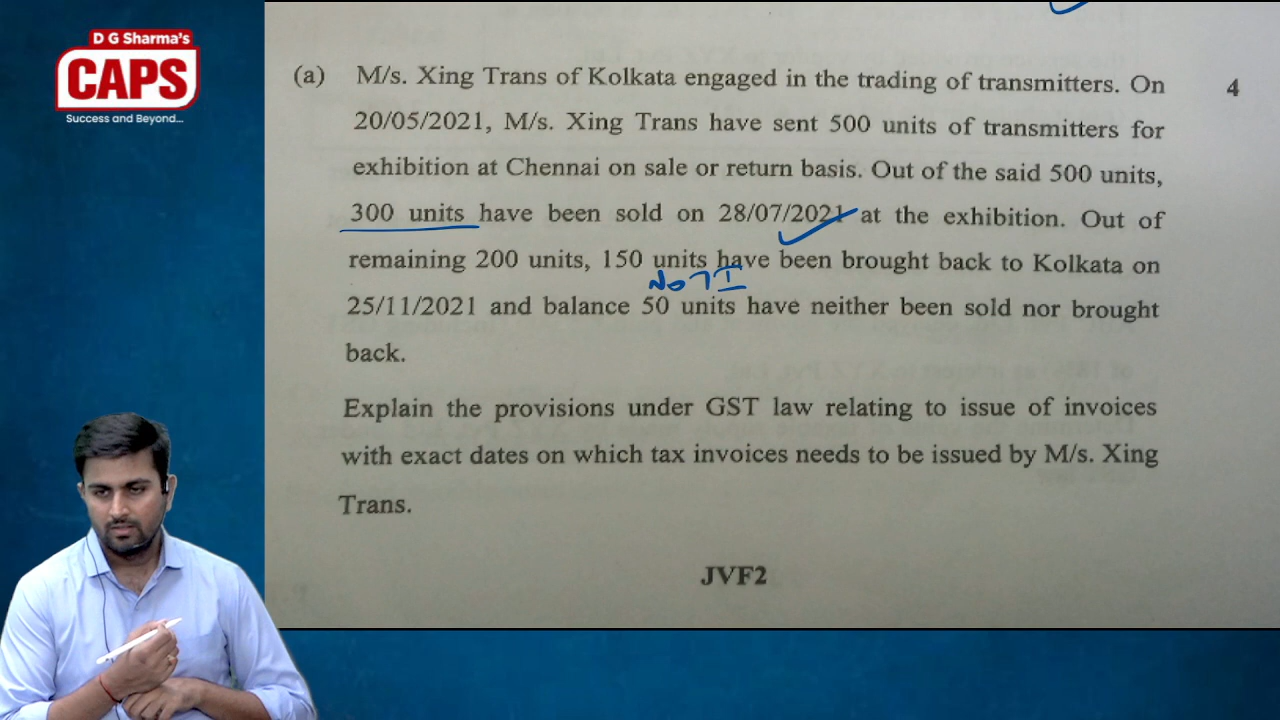 D G Sharma's
CAPS
Success and Beyond...
(a) M/s. Xing Trans of Kolkata engaged in the trading of transmitters. On 4
20/05/2021, M/s. Xing Trans have sent 500 units of transmitters for
exhibition at Chennai on sale or return basis. Out of the said 500 units,
300 units have been sold on 28/07/2021 at the exhibition. Out of
remaining 200 units, 150 units have been brought back to Kolkata on
25/11/2021 and balance 50 units have neither been sold nor brought
back.
Explain the provisions under GST law relating to issue of invoices
with exact dates on which tax invoices needs to be issued by M/s. Xing
Trans.
JVF2